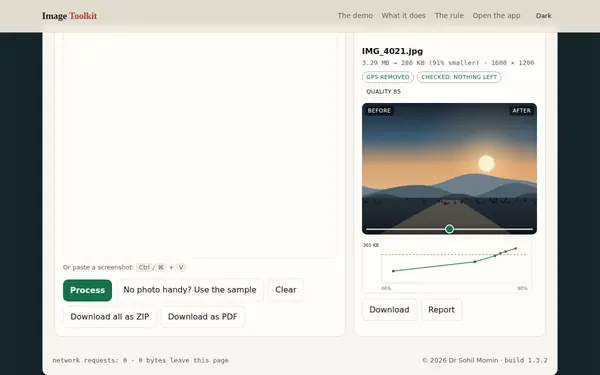 Image Toolkit
The demo What it does The rule Open the app Dark
IMG_4021.jpg
3.29 MB → 286 KB (91% smaller) · 1600 × 1200
GPS REMOVED CHECKED: NOTHING LEFT
QUALITY 85
BEFORE AFTER
365 KB
60% 90%
Or paste a screenshot: Ctrl / ⌘ + V
Process No photo handy? Use the sample Clear
Download all as ZIP Download as PDF
Download Report
network requests: 0 · 0 bytes leave this page
© 2026 Dr Sohil Momin · build 1.3.2